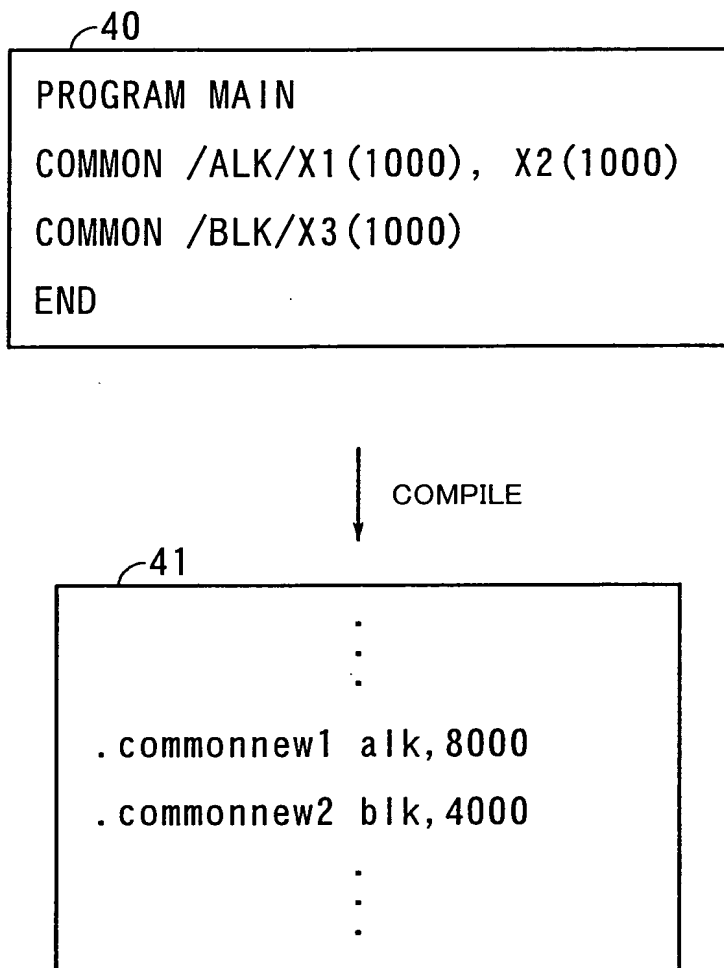 40
PROGRAM MAIN
COMMON /ALK/X1(1000), X2(1000)
COMMON /BLK/X3(1000)
END
COMPILE
41
.commonnew1 alk,8000
.commonnew2 blk,4000